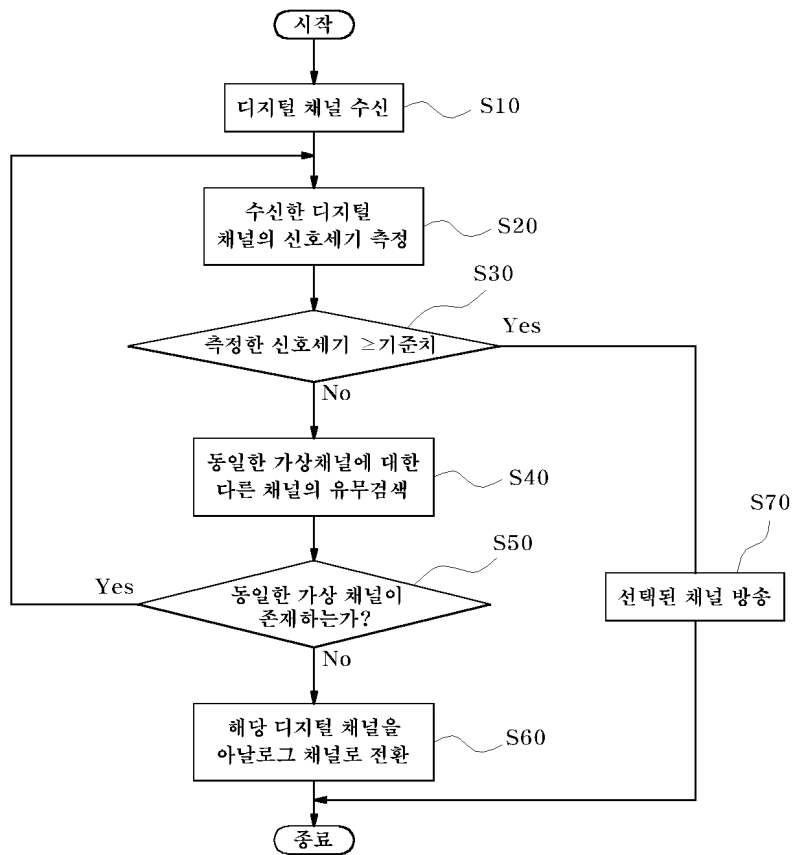 시작
디지털 채널 수신
S10
수신한 디지털
채널의 신호세기 측정
S20
S30
측정한 신호세기 ≥기준치
Yes
No
동일한 가상채널에 대한
다른 채널의 유무검색
S40
S50
Yes
동일한 가상 채널이
존재하는가?
No
S70
선택된 채널 방송
해당 디지털 채널을
아날로그 채널로 전환
S60
종료